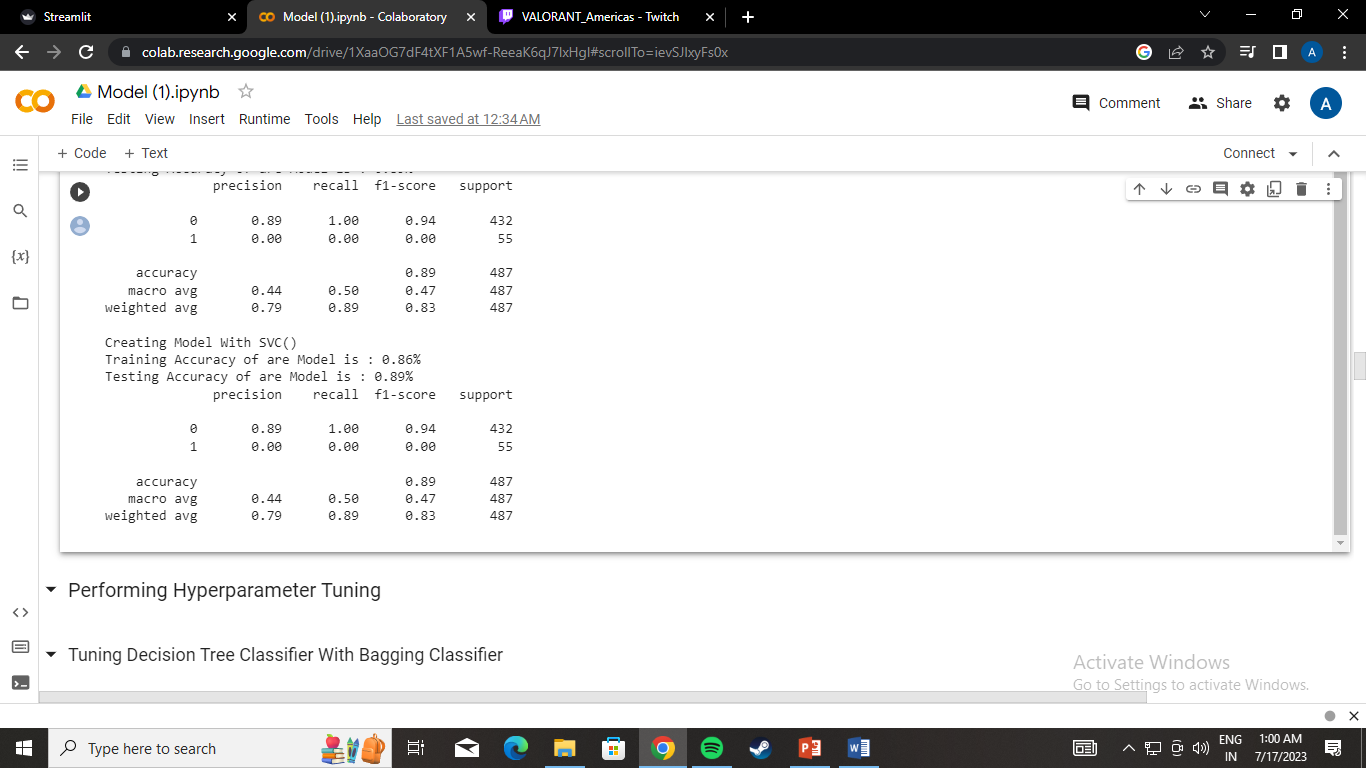 Streamlit
Model (1).ipynb - Colaboratory
VALORANT_Americas - Twitch
colab.research.google.com/drive/1XaaOG7dF4tXF1A5wf-ReeaK6qJ7lxHgI#scrollTo=ievSJlxyFs0x
A
Model (1).ipynb
File Edit View Insert Runtime Tools Help Last saved at 12:34 AM
Comment Share A
+ Code + Text
Connect
{x}
precision recall f1-score support
0 0.89 1.00 0.94 432
1 0.00 0.00 0.00 55
accuracy 0.89 487
macro avg 0.44 0.50 0.47 487
weighted avg 0.79 0.89 0.83 487
Creating Model With SVC()
Training Accuracy of are Model is : 0.86%
Testing Accuracy of are Model is : 0.89%
precision recall f1-score support
0 0.89 1.00 0.94 432
1 0.00 0.00 0.00 55
accuracy 0.89 487
macro avg 0.44 0.50 0.47 487
weighted avg 0.79 0.89 0.83 487
Performing Hyperparameter Tuning
Tuning Decision Tree Classifier With Bagging Classifier
Activate Windows
Go to Settings to activate Windows.
Type here to search
ENG
IN
1:00 AM
7/17/2023